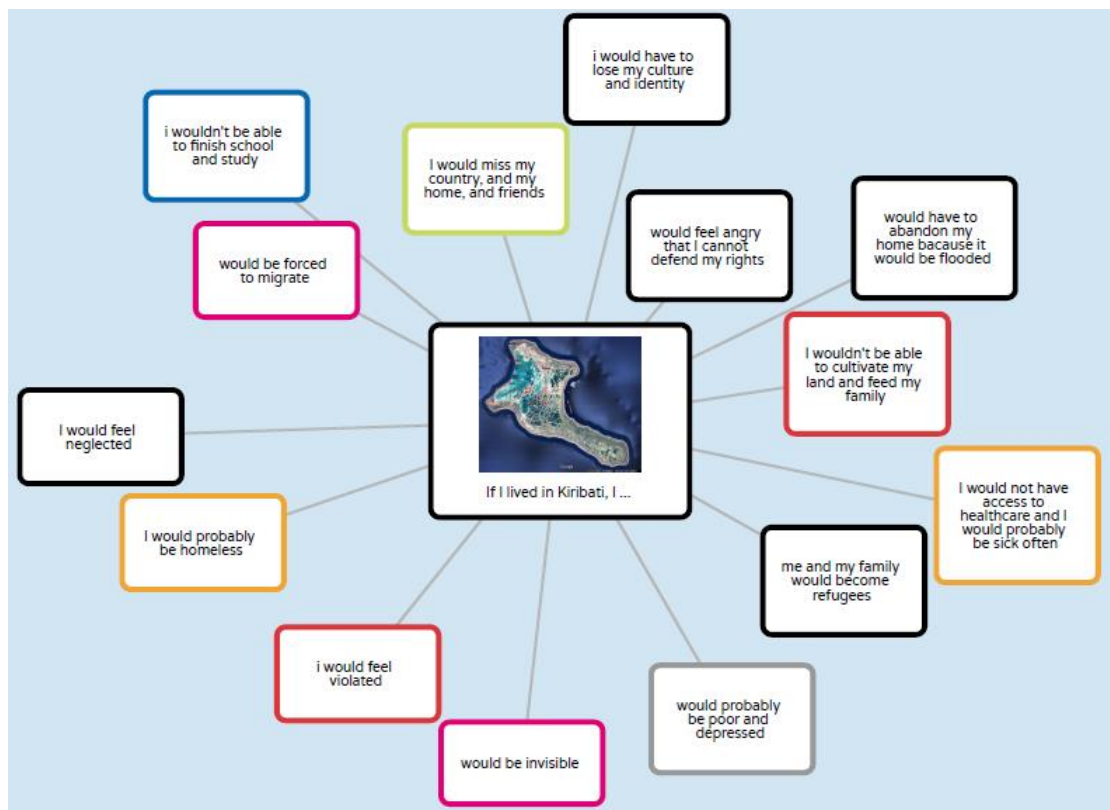 i would have to
lose my culture
and identity
i wouldn't be able
to finish school
and study
I would miss my
country, and my
home, and friends
would feel angry
that I cannot
defend my rights
would have to
abandon my
home bacause it
would be flooded
would be forced
to migrate
I wouldn't be able
to cultivate my
land and feed my
family
I would feel
neglected
If I lived in Kiribati, I ...
I would not have
access to
healthcare and I
would probably
be sick often
I would probably
be homeless
me and my family
would become
refugees
i would feel
violated
would probably
be poor and
depressed
would be invisible